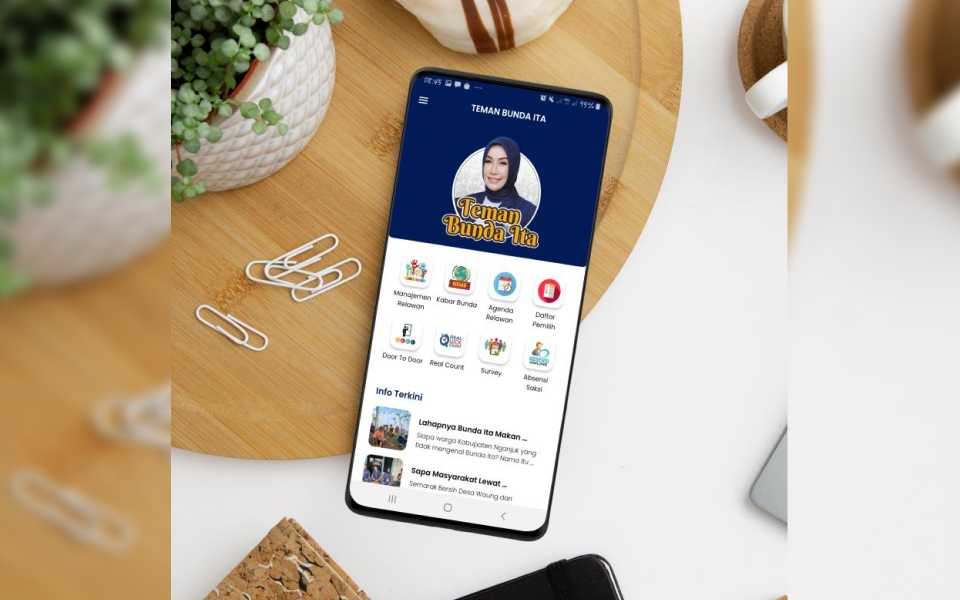 08:45
95%
TEMAN BUNDA ITA
Teman
Bunda Ita
Manajemen
Relawan
Kabar Bunda
Agenda
Relawan
Daftar
Pemilih
Door To Door
Real Count
Survey
Absensi
Saksi
Info Terkini
Lahapnya Bunda Ita Makan ...
Siapa warga Kabupaten Nganjuk yang
tidak mengenal Bunda Ita? Nama itu ...
Sapa Masyarakat Lewat ...
Semarak Bersih Desa Waung dari